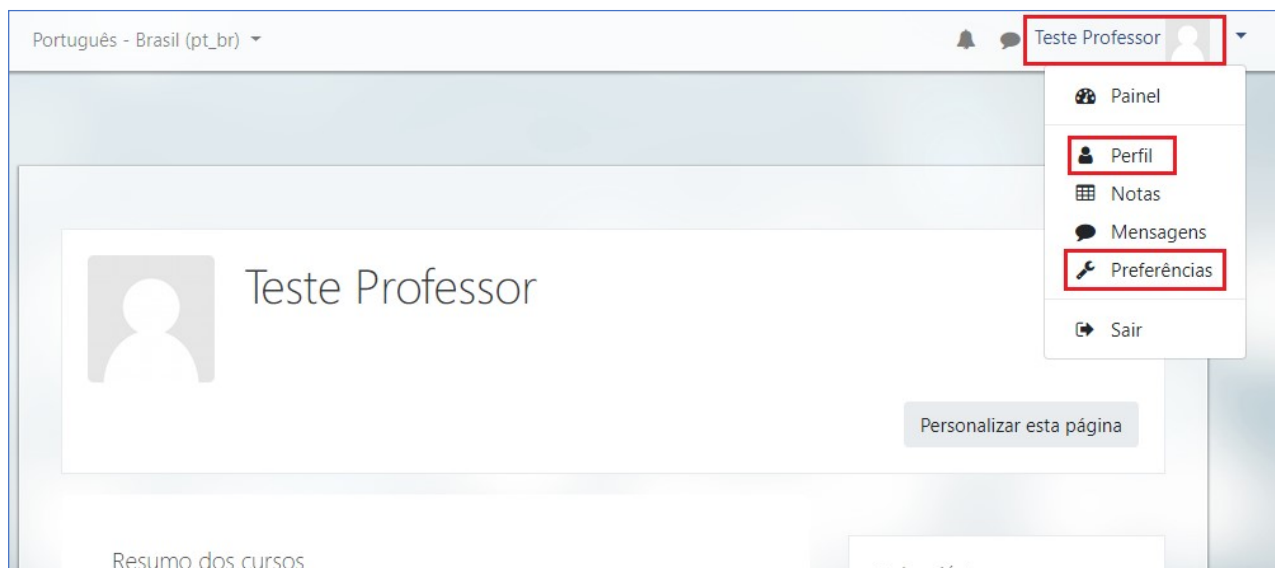 Português - Brasil (pt_br)
Teste Professor
Painel
Perfil
Notas
Mensagens
Preferências
Sair
Teste Professor
Personalizar esta página
Resumo dos cursos